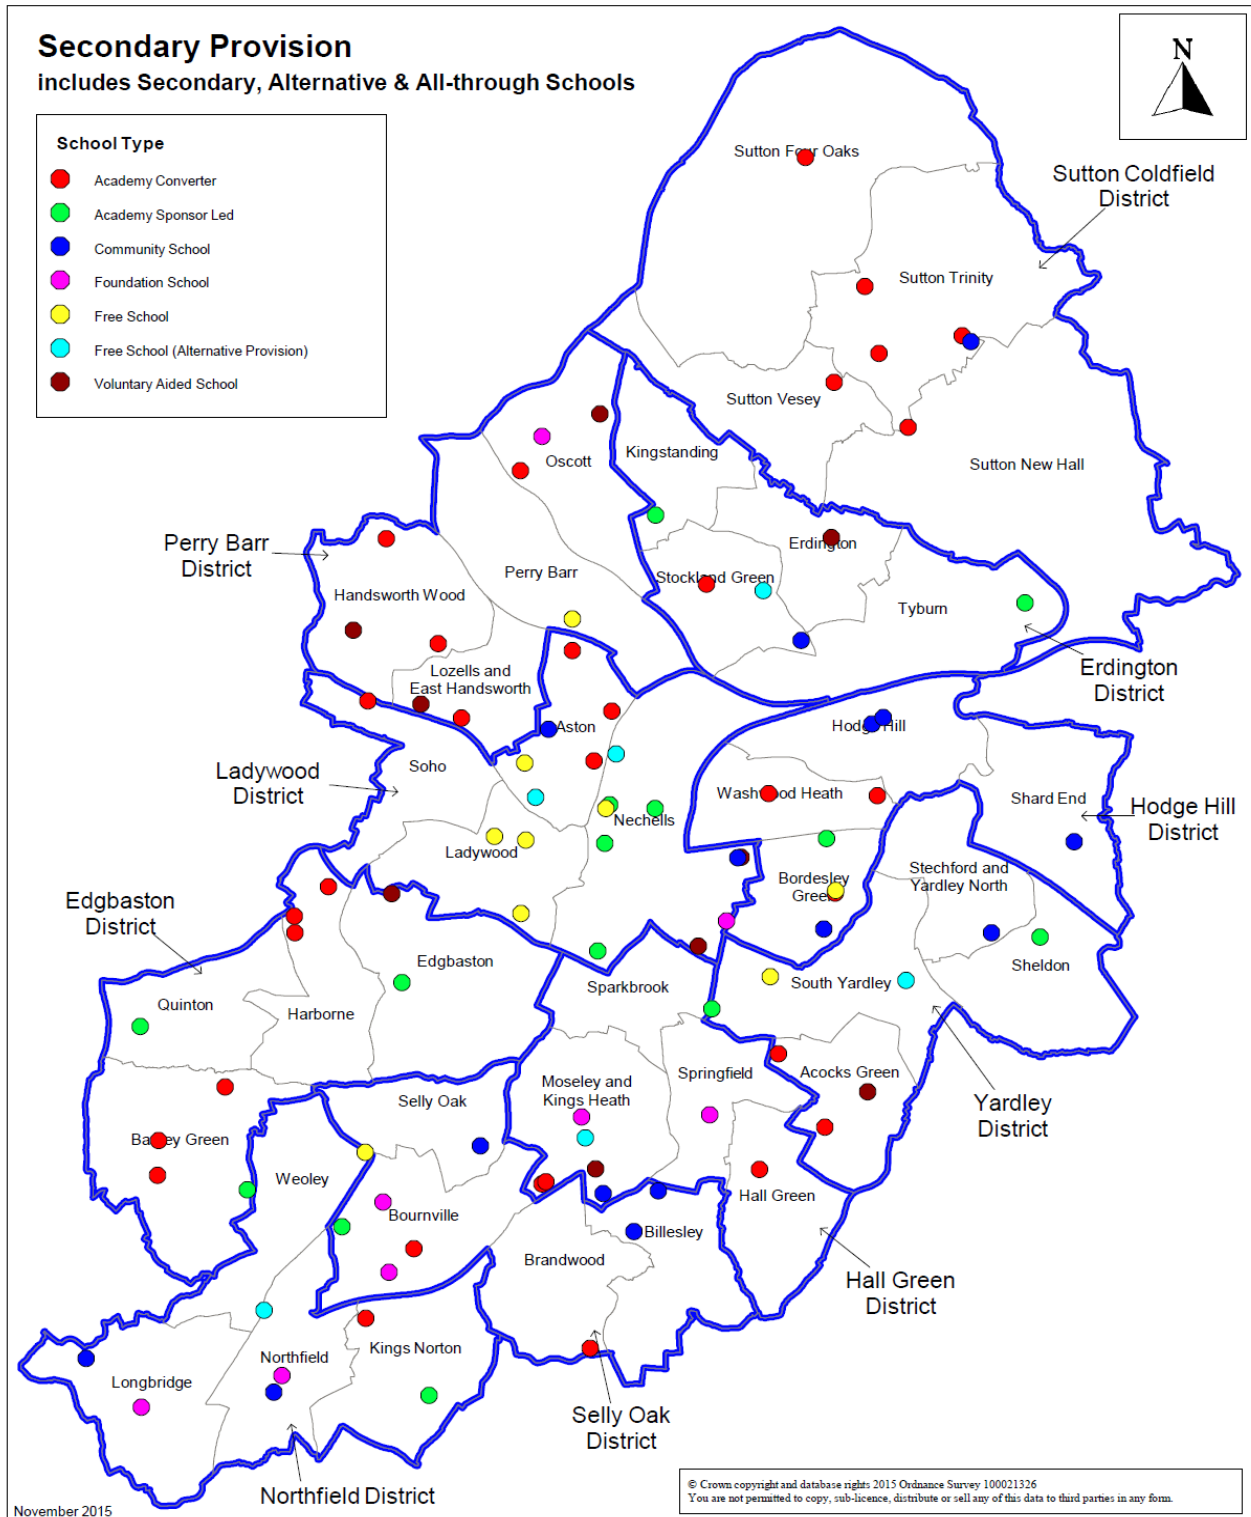 Secondary Provision
includes Secondary, Alternative & All-through Schools
N
School Type
Academy Converter
Academy Sponsor Led
Community School
Foundation School
Free School
Free School (Alternative Provision)
Voluntary Aided School
Sutton Four Oaks
Sutton Coldfield
District
Sutton Trinity
Sutton Vesey
Sutton New Hall
Oscott
Kingstanding
Perry Barr
District
Erdington
Perry Barr
Stockland Green
Handsworth Wood
Tyburn
Erdington
District
Lozells and
East Handsworth
Aston
Hodge Hill
Soho
Ladywood
District
Washwood Heath
Shard End
Hodge Hill
District
Nechells
Ladywood
Bordesley
Green
Stechford and
Yardley North
Edgbaston
District
Edgbaston
Sparkbrook
South Yardley
Sheldon
Quinton
Harborne
Moseley and
Kings Heath
Springfield
Acocks Green
Selly Oak
Yardley
District
Bartley Green
Weoley
Hall Green
Bournville
Billesley
Brandwood
Hall Green
District
Kings Norton
Northfield
Longbridge
Selly Oak
District
Northfield District
November 2015
© Crown copyright and database rights 2015 Ordnance Survey 100021326
You are not permitted to copy, sub-licence, distribute or sell any of this data to third parties in any form.